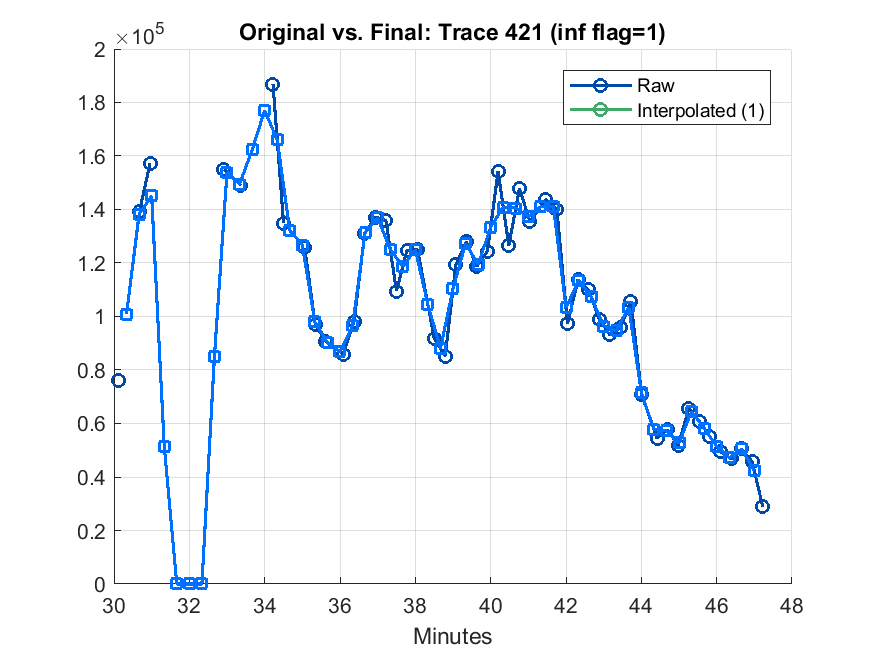 Original vs. Final: Trace 421 (inf flag=1)
×10⁵
2
1.8
1.6
1.4
1.2
1
0.8
0.6
0.4
0.2
0
Raw
Interpolated (1)
30 32 34 36 38 40 42 44 46 48
Minutes